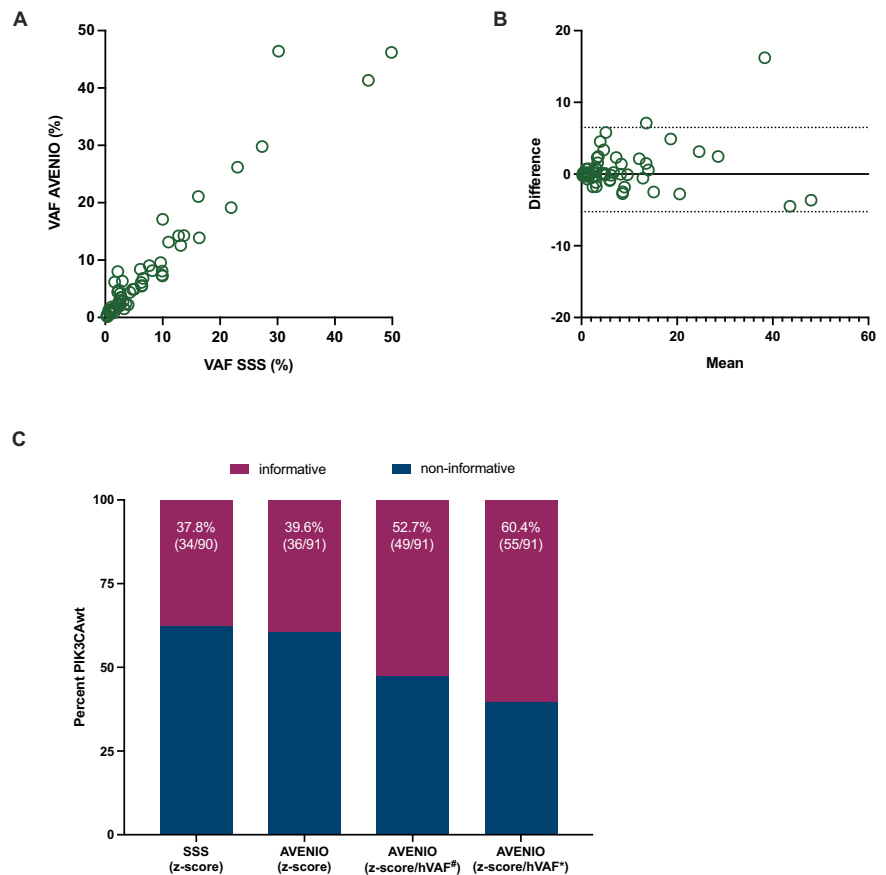 A
50
40
30
20
10
0
VAF AVENIO (%)
0 10 20 30 40 50
VAF SSS (%)
B
20
10
0
-10
-20
Difference
0 20 40 60
Mean
C
informative non-informative
100
75
50
25
0
Percent PIK3CAwt
37.8% 39.6% 52.7% 60.4%
(34/90) (36/91) (49/91) (55/91)
SSS AVENIO AVENIO AVENIO
(z-score) (z-score) (z-score/hVAF#) (z-score/hVAF*)